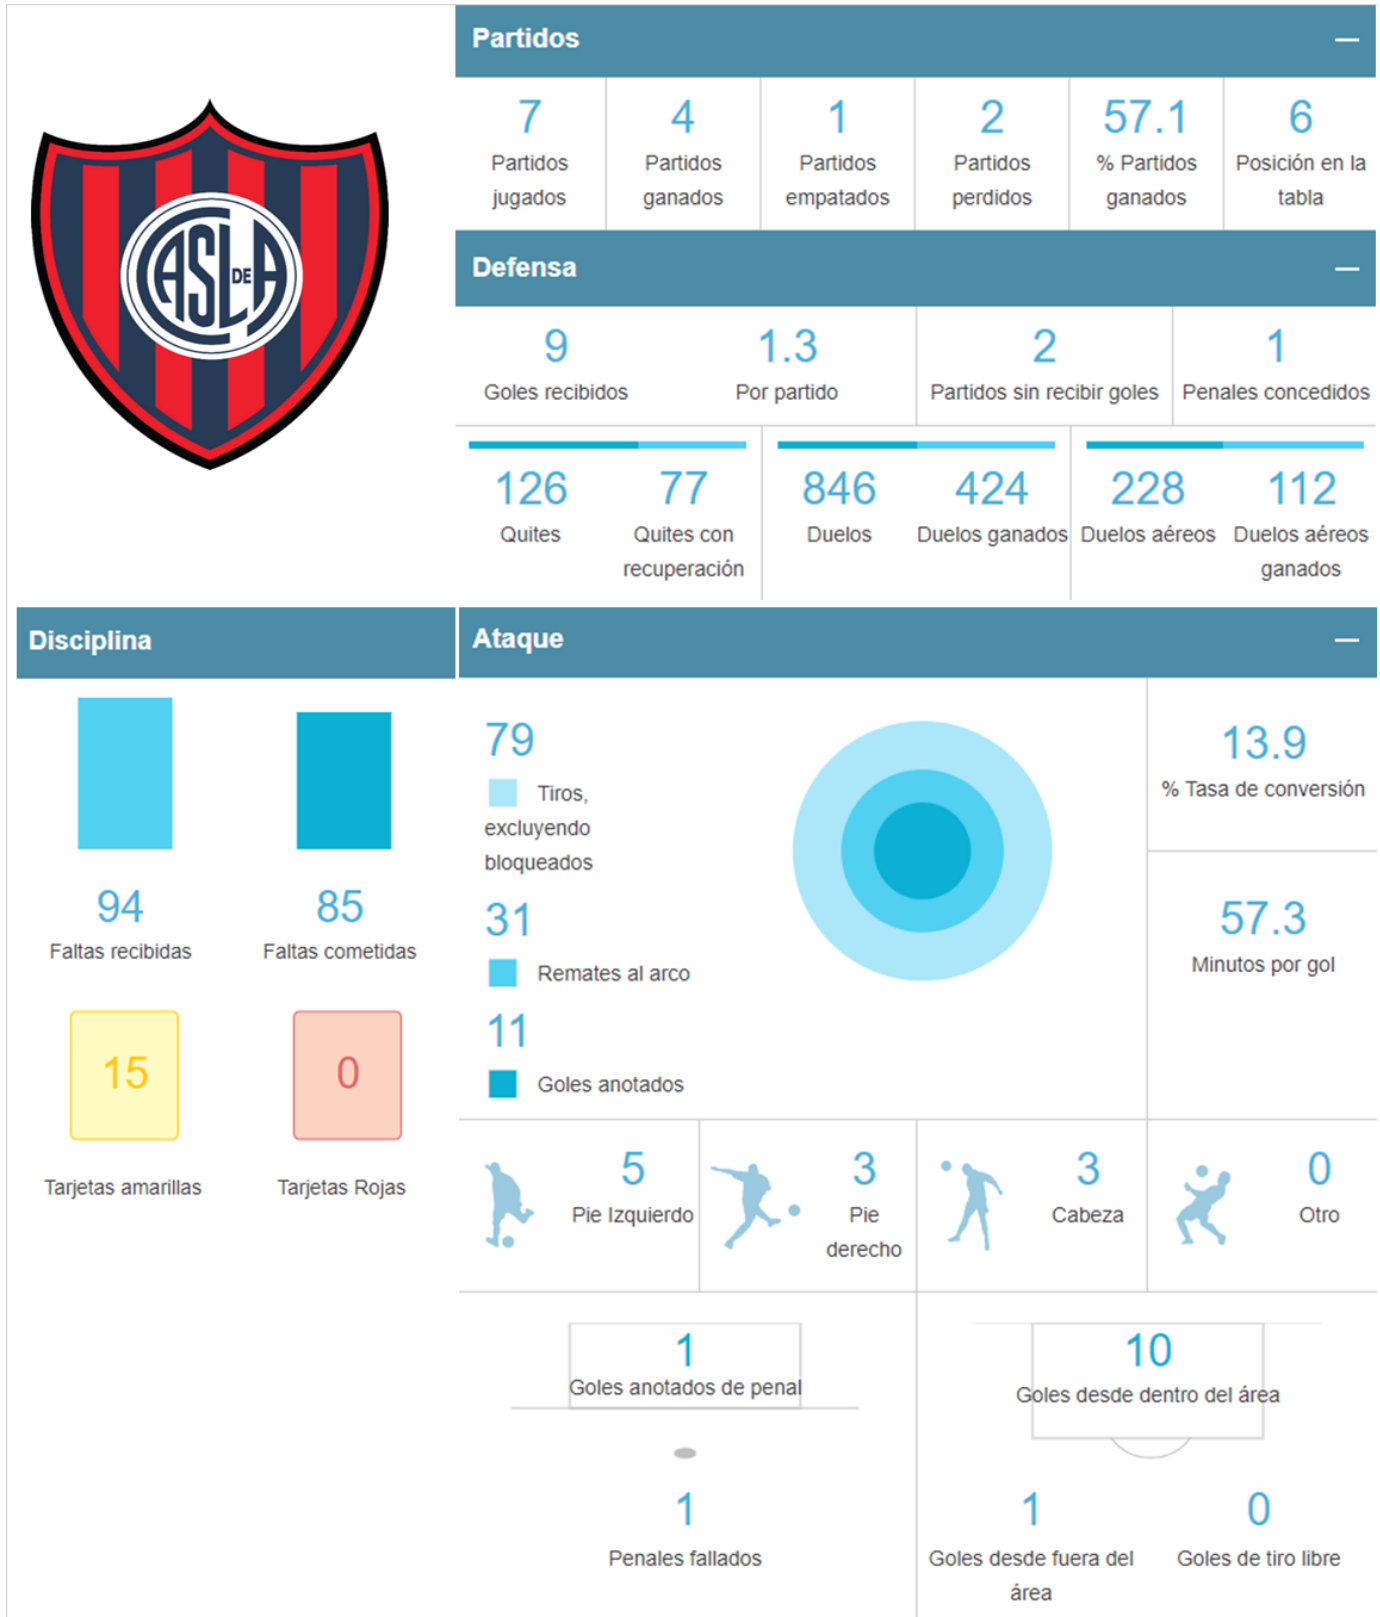 CASLA
DE
Partidos
7
4
1
2
57.1
6
Partidos
Partidos
Partidos
Partidos
% Partidos
Posición en la
jugados
ganados
empatados
perdidos
ganados
tabla
Defensa
9
1.3
2
1
Goles recibidos
Por partido
Partidos sin recibir goles
Penales concedidos
126
77
846
424
228
112
Quites
Quites con
recuperación
Duelos
Duelos ganados
Duelos aéreos
Duelos aéreos
ganados
Disciplina
94
85
Faltas recibidas
Faltas cometidas
15
0
Tarjetas amarillas
Tarjetas Rojas
Ataque
79
Tiros,
excluyendo
bloqueados
31
Remates al arco
11
Goles anotados
13.9
% Tasa de conversión
57.3
Minutos por gol
5
Pie Izquierdo
3
Pie
derecho
3
Cabeza
0
Otro
1
Goles anotados de penal
1
Penales fallados
10
Goles desde dentro del área
1
Goles desde fuera del
área
0
Goles de tiro libre